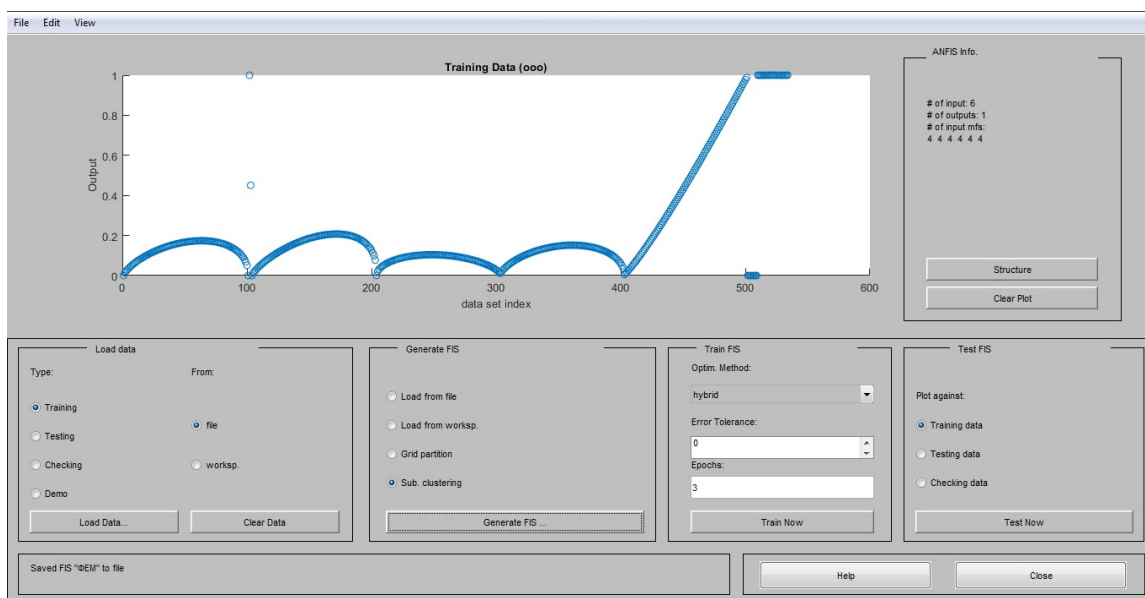 File Edit View
Training Data (ooo)
1
0.8
0.6
0.4
0.2
0
Output
0 100 200 300 400 500 600
data set index
ANFIS Info.
# of input: 6
# of outputs: 1
# of input mfs:
4 4 4 4 4 4
Structure
Clear Plot
Load data
Type: From:
Training
file
Testing
Checking
worksp.
Demo
Load Data... Clear Data
Generate FIS
Load from file
Load from worksp.
Grid partition
Sub. clustering
Generate FIS ...
Train FIS
Optim. Method:
hybrid
Error Tolerance:
0
Epochs:
3
Train Now
Test FIS
Plot against:
Training data
Testing data
Checking data
Test Now
Saved FIS "ФЕМ" to file
Help Close